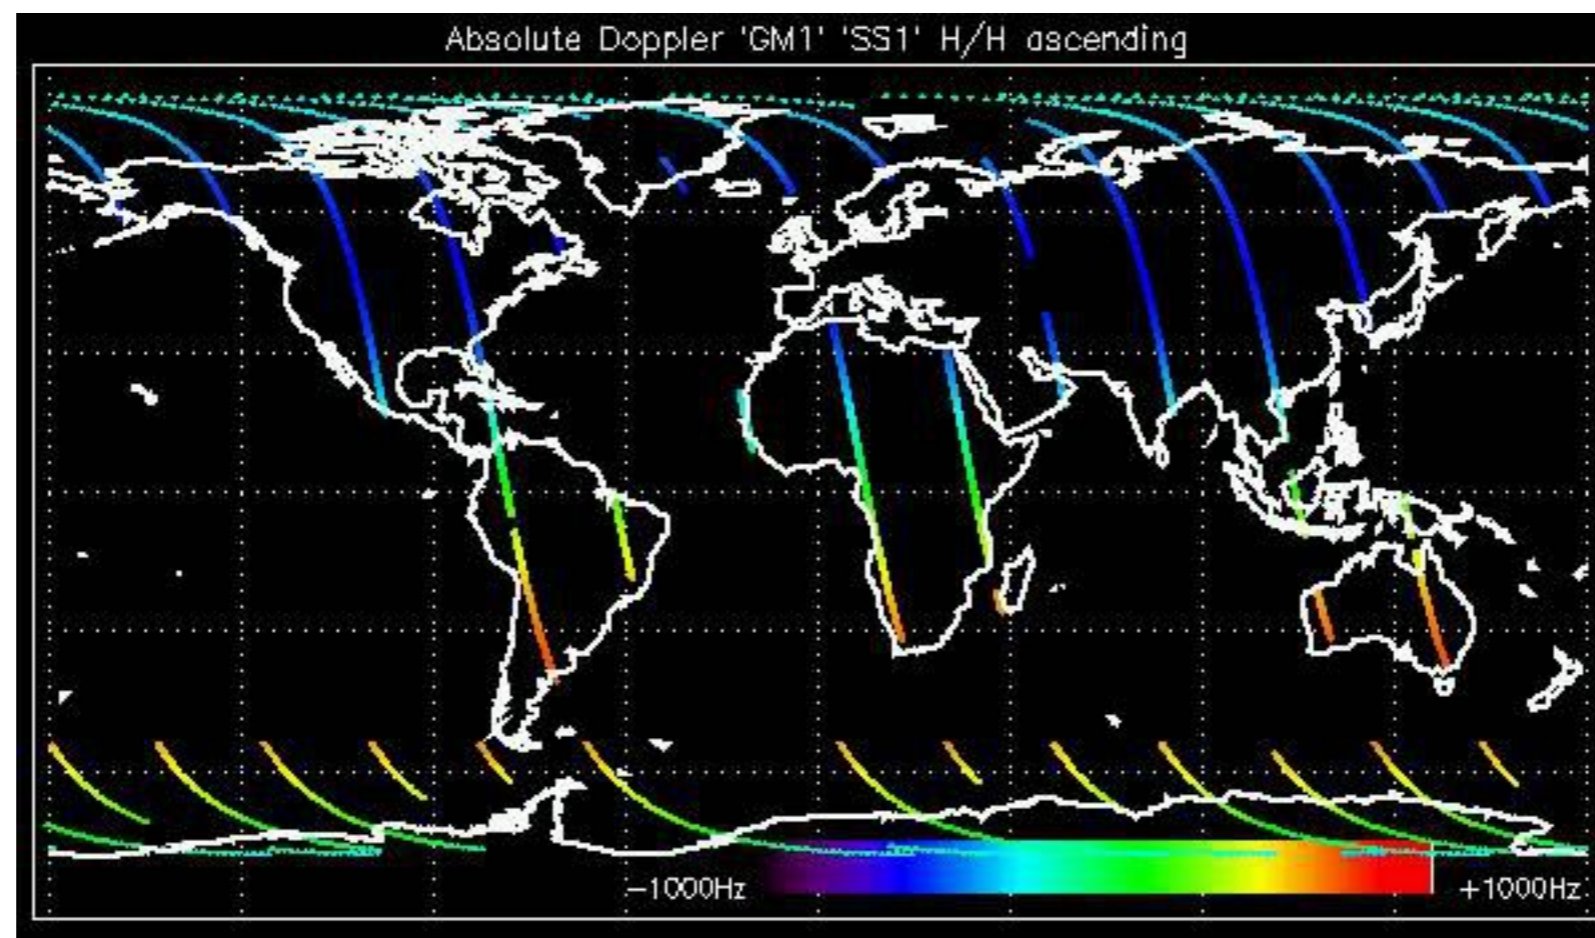 Absolute Doppler 'GM1' 'SS1' H/H ascending
−1000Hz
+1000Hz